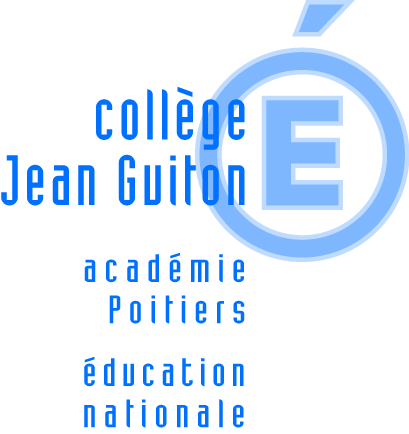 É
collège
Jean Guiton
académie
Poitiers
éducation
nationale